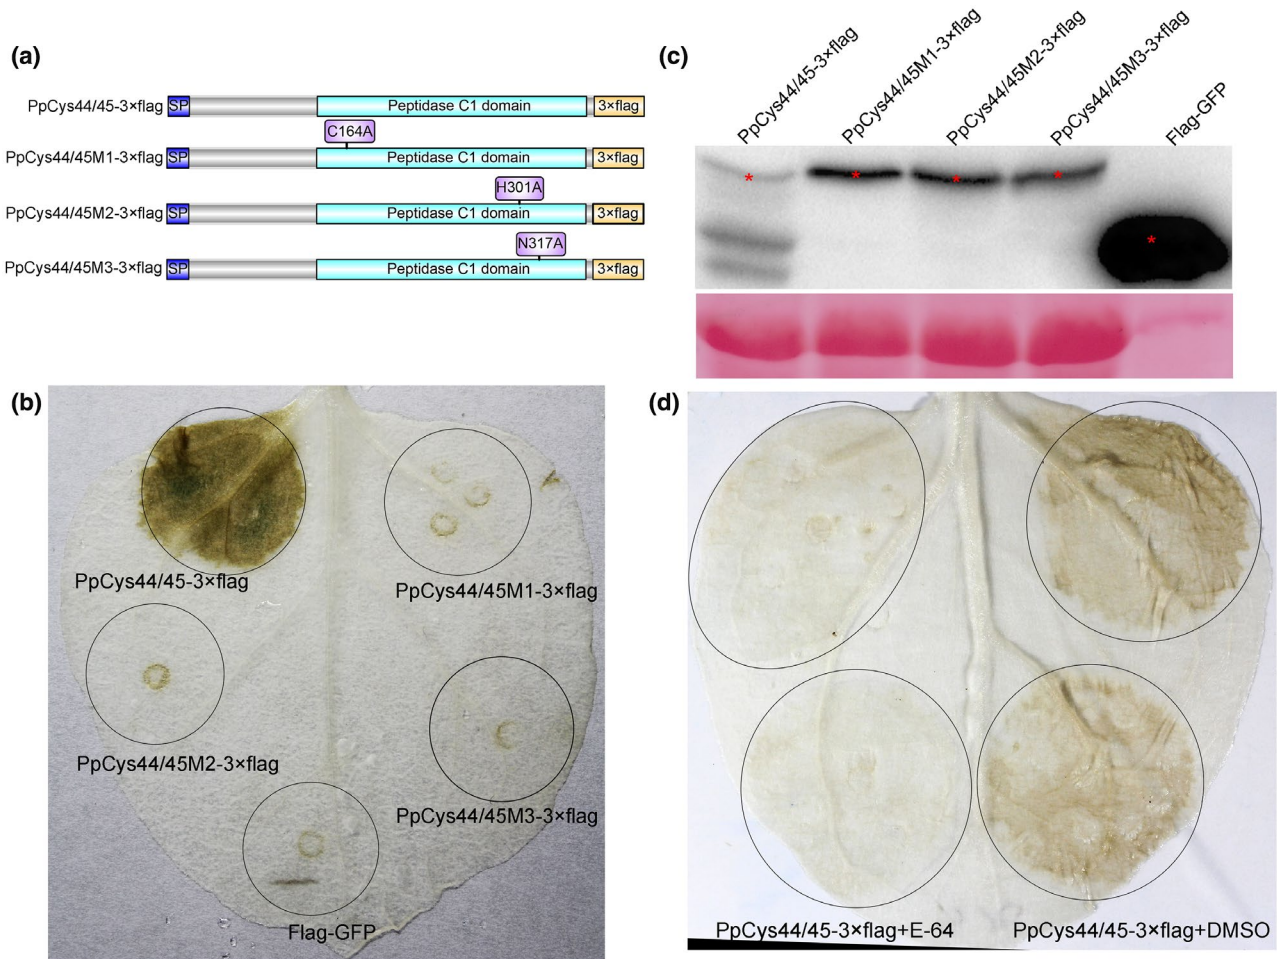 (a)
PpCys44/45-3×flag SP Peptidase C1 domain 3×flag
C164A
PpCys44/45M1-3×flag SP Peptidase C1 domain 3×flag
H301A
PpCys44/45M2-3×flag SP Peptidase C1 domain 3×flag
N317A
PpCys44/45M3-3×flag SP Peptidase C1 domain 3×flag
(c)
PpCys44/45-3×flag
PpCys44/45M1-3×flag
PpCys44/45M2-3×flag
PpCys44/45M3-3×flag
Flag-GFP
*
*
*
*
*
(b)
PpCys44/45-3×flag
PpCys44/45M1-3×flag
PpCys44/45M2-3×flag
PpCys44/45M3-3×flag
Flag-GFP
(d)
PpCys44/45-3×flag+E-64
PpCys44/45-3×flag+DMSO